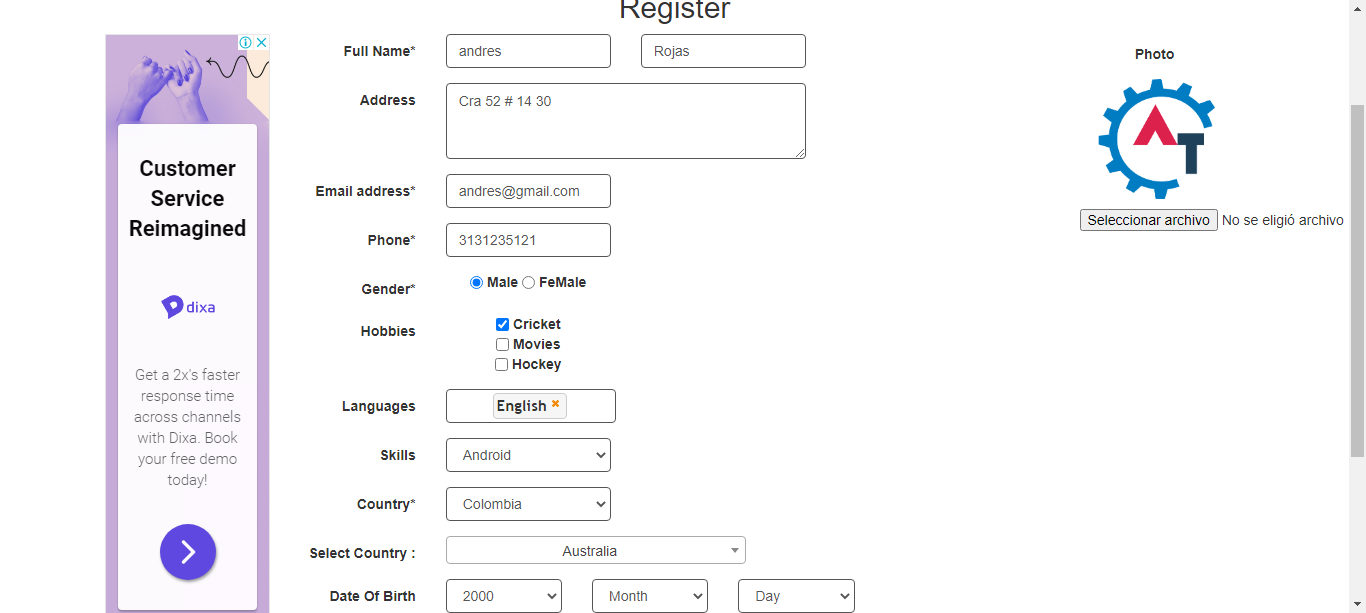 Register
Customer
Service
Reimagined
dixa
Get a 2x's faster
response time
across channels
with Dixa. Book
your free demo
today!
Full Name* andres Rojas
Address Cra 52 # 14 30
Email address* andres@gmail.com
Phone* 3131235121
Gender* Male FeMale
Hobbies Cricket
Movies
Hockey
Languages English
Skills Android
Country* Colombia
Select Country : Australia
Date Of Birth 2000 Month Day
Photo
AT
Seleccionar archivo No se eligió archivo